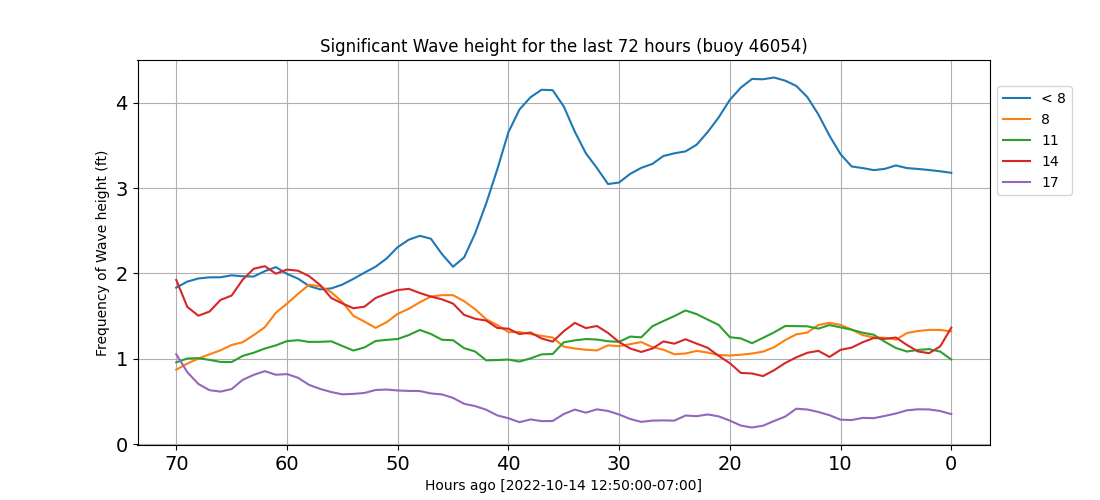 Significant Wave height for the last 72 hours (buoy 46054)
Frequency of Wave height (ft)
4
3
2
1
0
70 60 50 40 30 20 10 0
Hours ago [2022-10-14 12:50:00-07:00]
< 8
8
11
14
17